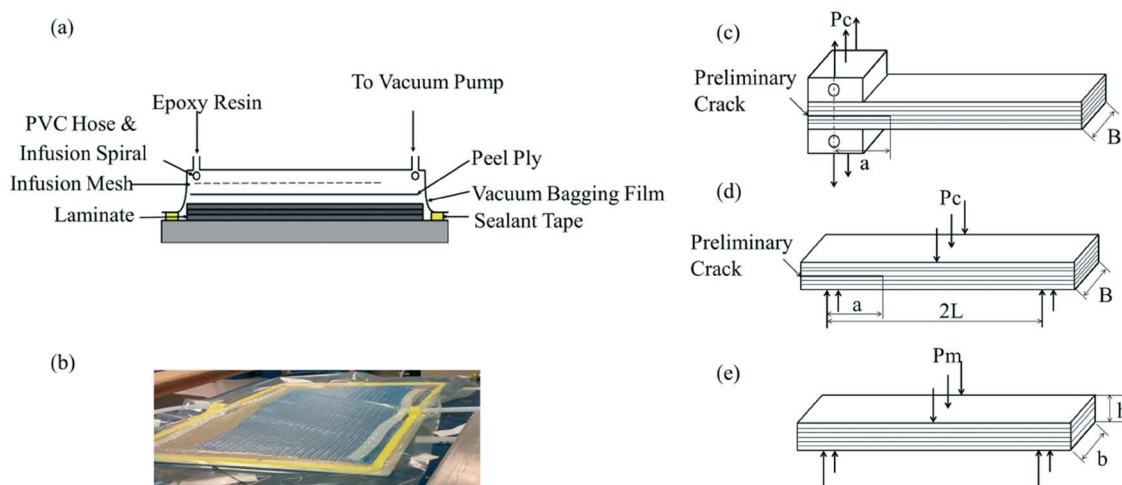 (a)
Epoxy Resin
To Vacuum Pump
PVC Hose &
Infusion Spiral
Infusion Mesh
Laminate
Peel Ply
Vacuum Bagging Film
Sealant Tape
(b)
(c)
Pc
Preliminary
Crack
a
B
(d)
Pc
Preliminary
Crack
a
2L
B
(e)
Pm
h
b